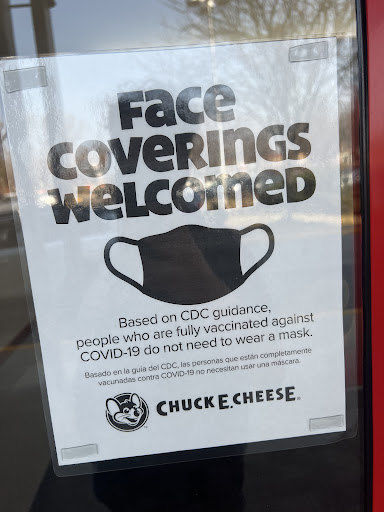 Face
coverings
welcomed
Based on CDC guidance,
people who are fully vaccinated against
COVID-19 do not need to wear a mask.
Basado en la guía del CDC, las personas que están completamente
vacunadas contra COVID-19 no necesitan usar una máscara.
CHUCK E. CHEESE